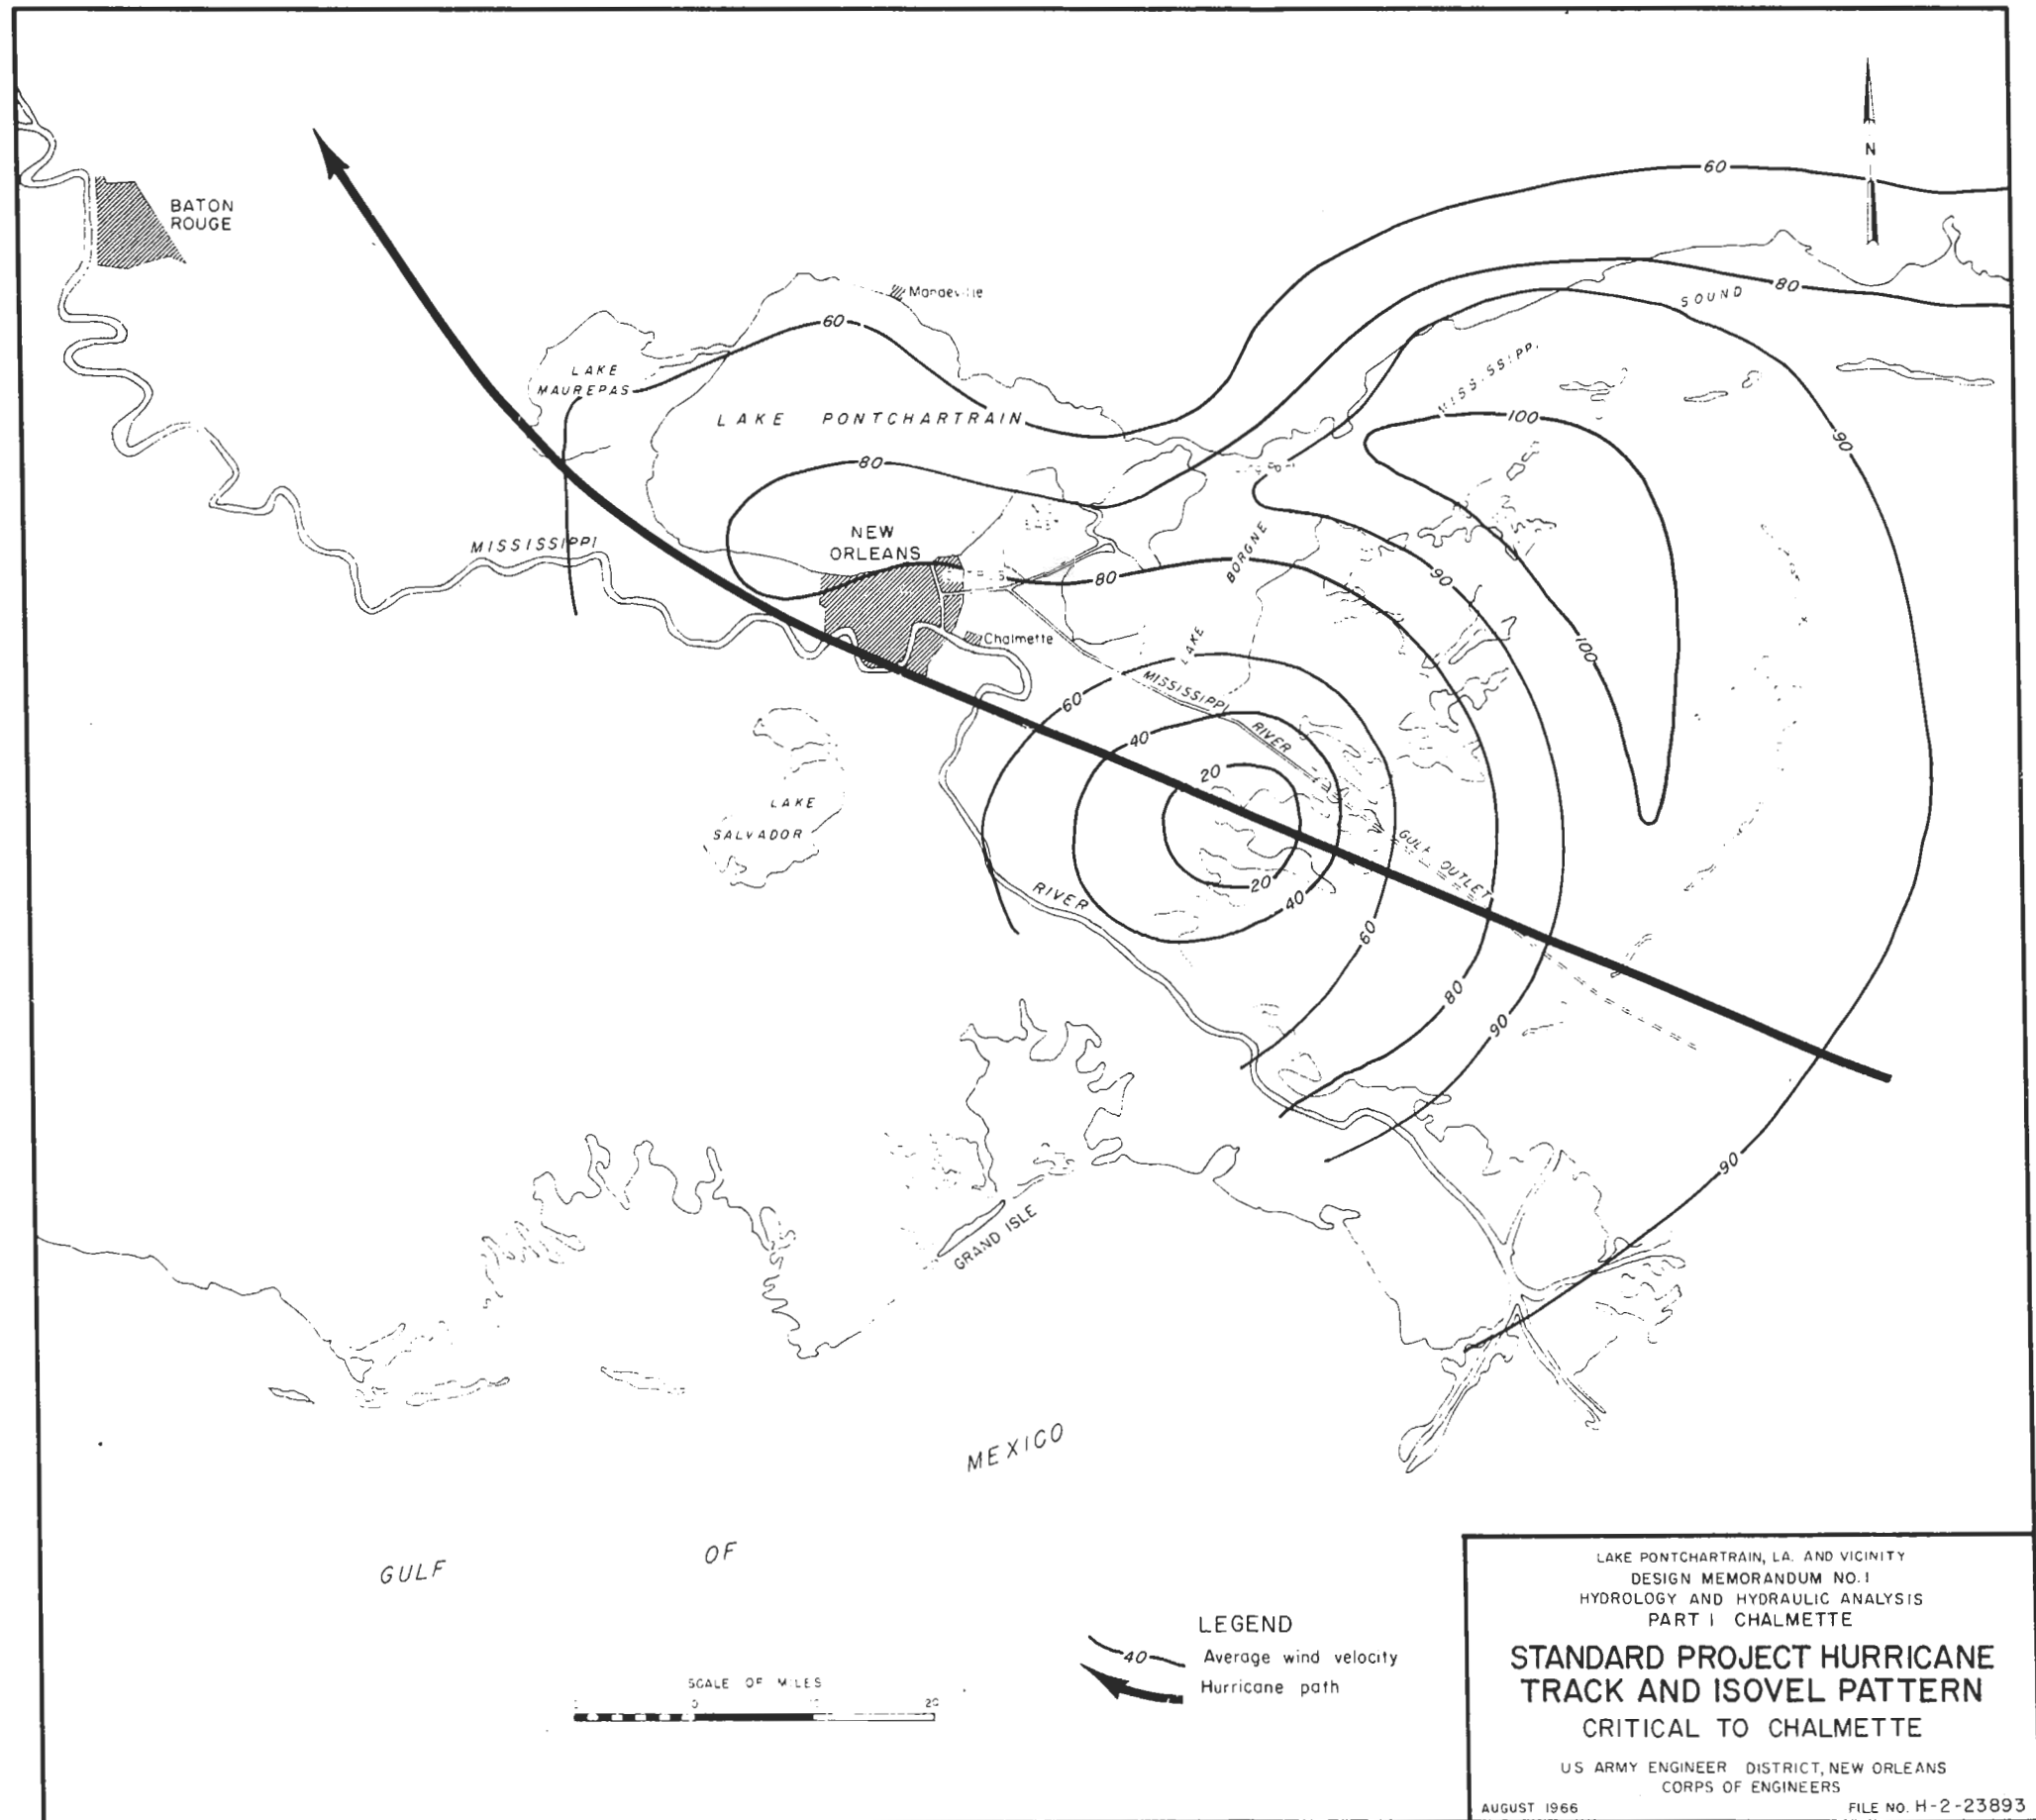 N
BATON
ROUGE
60
80
SOUND
Mandeville
60
LAKE
MAUREPAS
LAKE PONTCHARTRAIN
100
90
80
NEW
ORLEANS
MISSISSIPPI
BORGNE
80
90
100
Chalmette
LAKE
60
MISSISSIPPI
RIVER
40
20
LAKE
SALVADOR
GULF OUTLET
20
40
RIVER
60
80
90
90
GRAND ISLE
MEXICO
OF
GULF
LEGEND
40 Average wind velocity
Hurricane path
SCALE OF MILES
20
LAKE PONTCHARTRAIN, LA. AND VICINITY
DESIGN MEMORANDUM NO. I
HYDROLOGY AND HYDRAULIC ANALYSIS
PART I CHALMETTE
STANDARD PROJECT HURRICANE
TRACK AND ISOVEL PATTERN
CRITICAL TO CHALMETTE
US ARMY ENGINEER DISTRICT, NEW ORLEANS
CORPS OF ENGINEERS
AUGUST 1966 FILE NO. H-2-23893